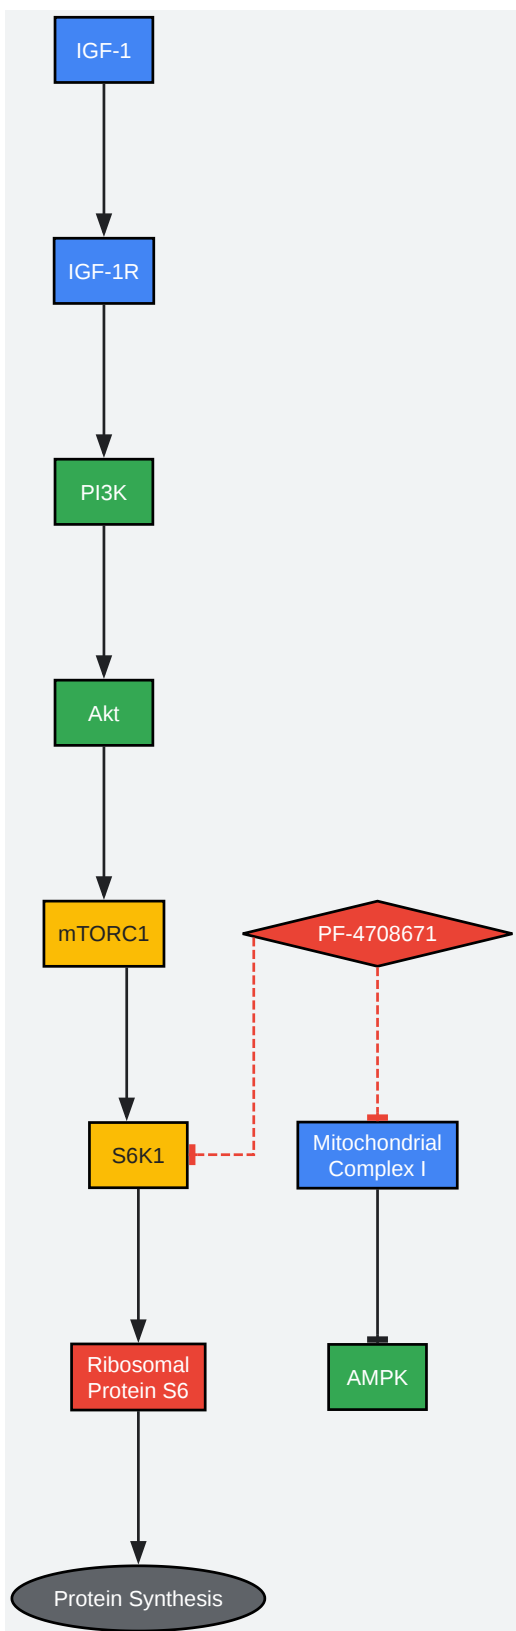 IGF-1
IGF-1R
PI3K
Akt
mTORC1
PF-4708671
S6K1
Mitochondrial
Complex I
Ribosomal
Protein S6
AMPK
Protein Synthesis